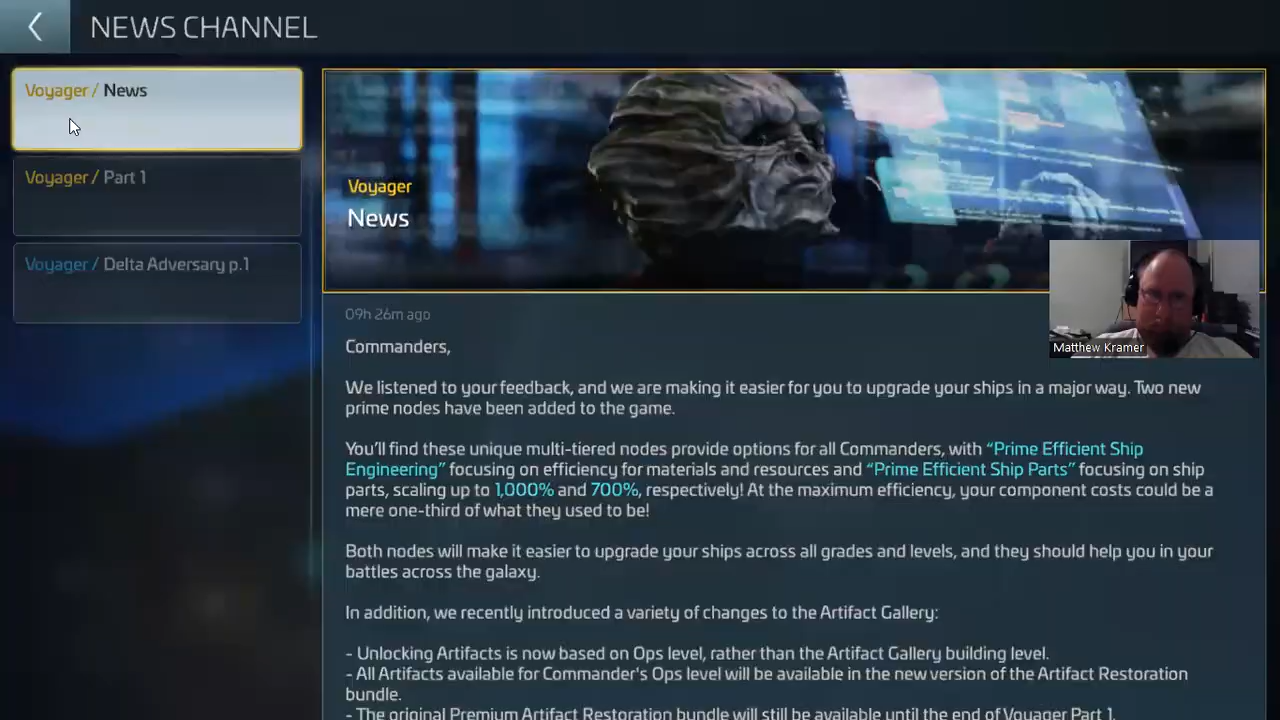 NEWS CHANNEL
Voyager / News
Voyager / Part 1
Voyager / Delta Adversary p.1
Voyager
News
Matthew Kramer
09h 26m ago
Commanders,
We listened to your feedback, and we are making it easier for you to upgrade your ships in a major way. Two new
prime nodes have been added to the game.
You'll find these unique multi-tiered nodes provide options for all Commanders, with "Prime Efficient Ship
Engineering" focusing on efficiency for materials and resources and "Prime Efficient Ship Parts" focusing on ship
parts, scaling up to 1,000% and 700%, respectively! At the maximum efficiency, your component costs could be a
mere one-third of what they used to be!
Both nodes will make it easier to upgrade your ships across all grades and levels, and they should help you in your
battles across the galaxy.
In addition, we recently introduced a variety of changes to the Artifact Gallery:
- Unlocking Artifacts is now based on Ops level, rather than the Artifact Gallery building level.
- All Artifacts available for Commander's Ops level will be available in the new version of the Artifact Restoration
bundle.
- The original Premium Artifact Restoration bundle will still be available until the end of Voyager Part 1.